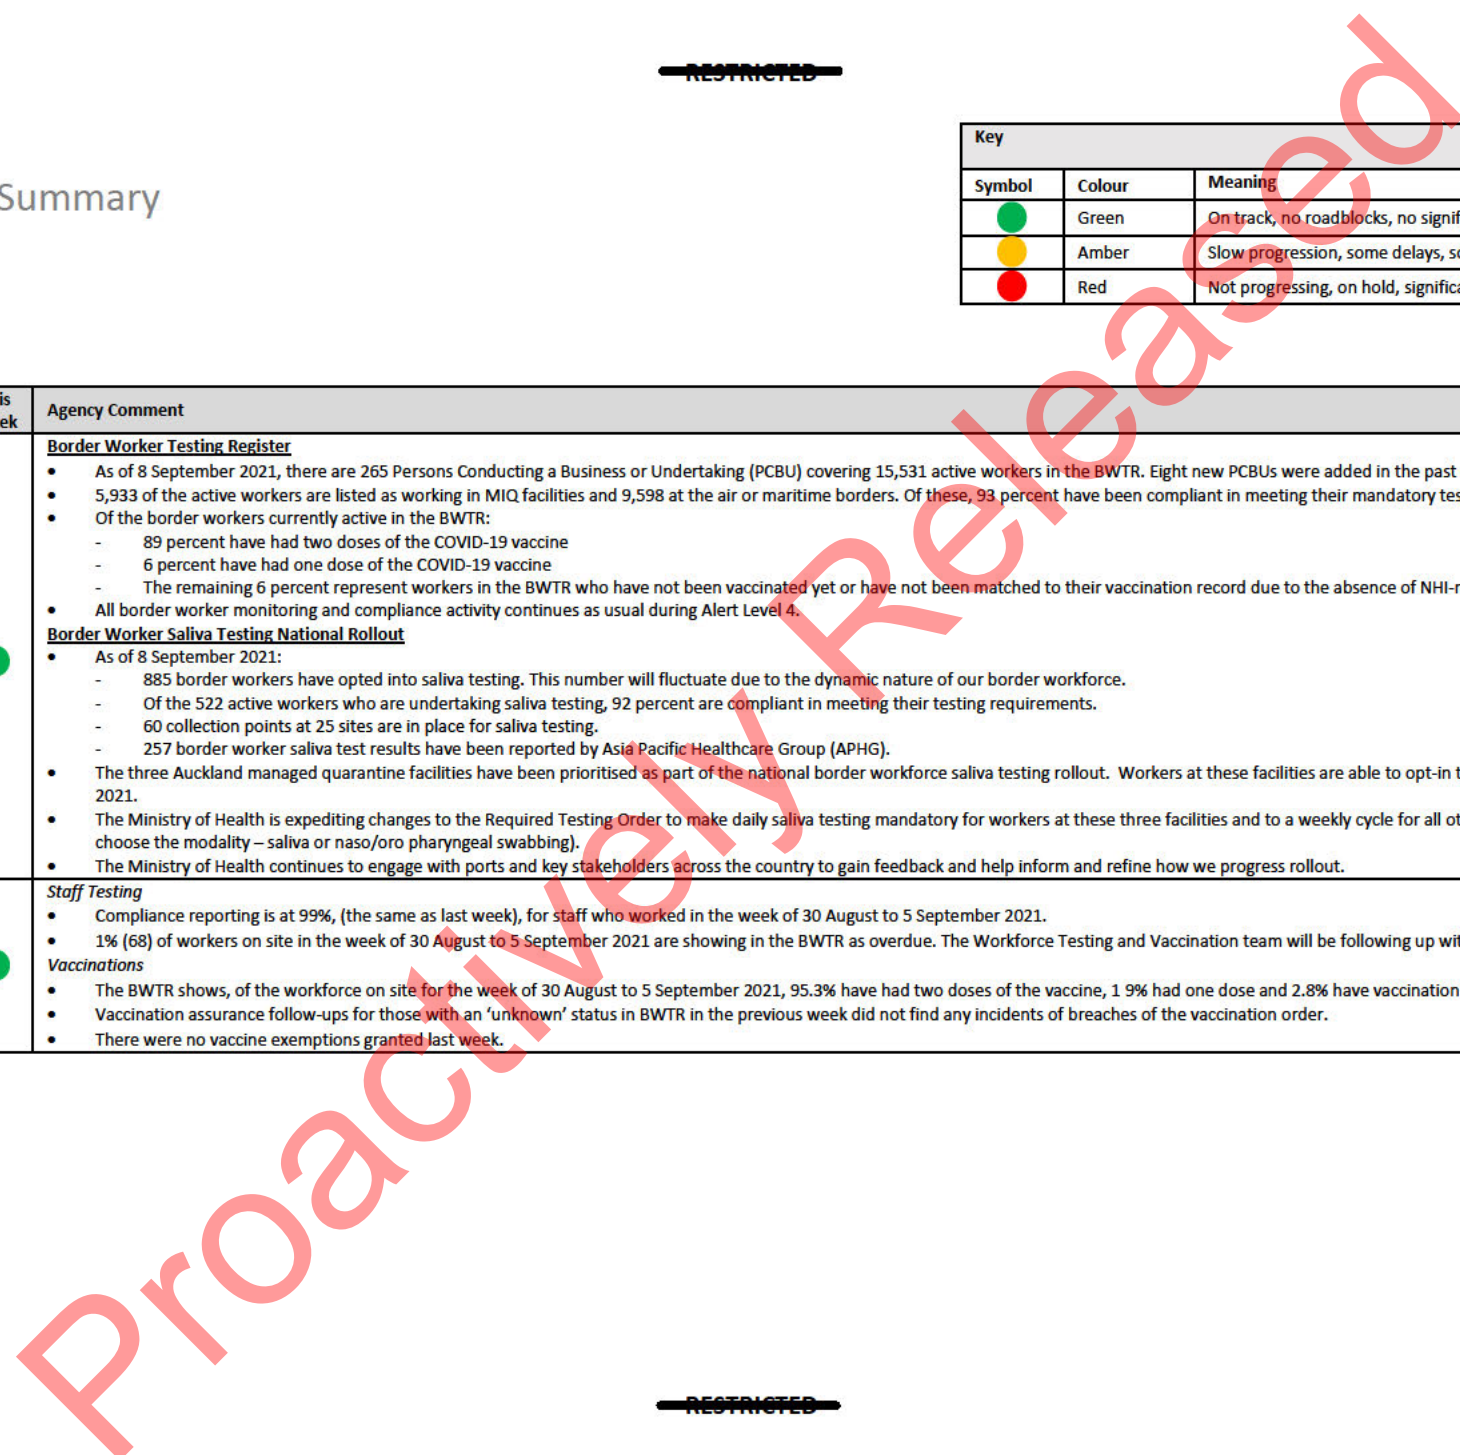 RESTRICTED
Summary
Key
Symbol Colour Meaning
Green On track, no roadblocks, no signif
Amber Slow progression, some delays, so
Red Not progressing, on hold, significa
is
ek
Agency Comment
Border Worker Testing Register
• As of 8 September 2021, there are 265 Persons Conducting a Business or Undertaking (PCBU) covering 15,531 active workers in the BWTR. Eight new PCBUs were added in the past
• 5,933 of the active workers are listed as working in MIQ facilities and 9,598 at the air or maritime borders. Of these, 93 percent have been compliant in meeting their mandatory tes
• Of the border workers currently active in the BWTR:
- 89 percent have had two doses of the COVID-19 vaccine
- 6 percent have had one dose of the COVID-19 vaccine
- The remaining 6 percent represent workers in the BWTR who have not been vaccinated yet or have not been matched to their vaccination record due to the absence of NHI-r
• All border worker monitoring and compliance activity continues as usual during Alert Level 4.
Border Worker Saliva Testing National Rollout
• As of 8 September 2021:
- 885 border workers have opted into saliva testing. This number will fluctuate due to the dynamic nature of our border workforce.
- Of the 522 active workers who are undertaking saliva testing, 92 percent are compliant in meeting their testing requirements.
- 60 collection points at 25 sites are in place for saliva testing.
- 257 border worker saliva test results have been reported by Asia Pacific Healthcare Group (APHG).
• The three Auckland managed quarantine facilities have been prioritised as part of the national border workforce saliva testing rollout. Workers at these facilities are able to opt-in t
2021.
• The Ministry of Health is expediting changes to the Required Testing Order to make daily saliva testing mandatory for workers at these three facilities and to a weekly cycle for all ot
choose the modality – saliva or naso/oro pharyngeal swabbing).
• The Ministry of Health continues to engage with ports and key stakeholders across the country to gain feedback and help inform and refine how we progress rollout.
Staff Testing
• Compliance reporting is at 99%, (the same as last week), for staff who worked in the week of 30 August to 5 September 2021.
• 1% (68) of workers on site in the week of 30 August to 5 September 2021 are showing in the BWTR as overdue. The Workforce Testing and Vaccination team will be following up wit
Vaccinations
• The BWTR shows, of the workforce on site for the week of 30 August to 5 September 2021, 95.3% have had two doses of the vaccine, 1 9% had one dose and 2.8% have vaccination
• Vaccination assurance follow-ups for those with an ‘unknown’ status in BWTR in the previous week did not find any incidents of breaches of the vaccination order.
• There were no vaccine exemptions granted last week.
Proactively Released
RESTRICTED